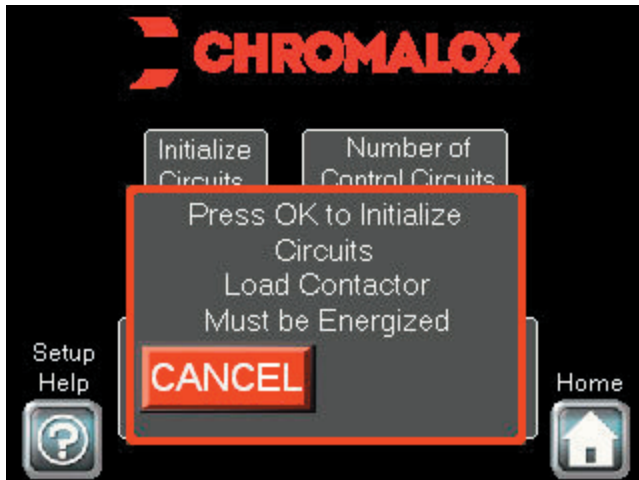 CHROMALOX
Initialize
Circuits
Number of
Control Circuits
Press OK to Initialize
Circuits
Load Contactor
Must be Energized
CANCEL
Setup
Help
?
Home